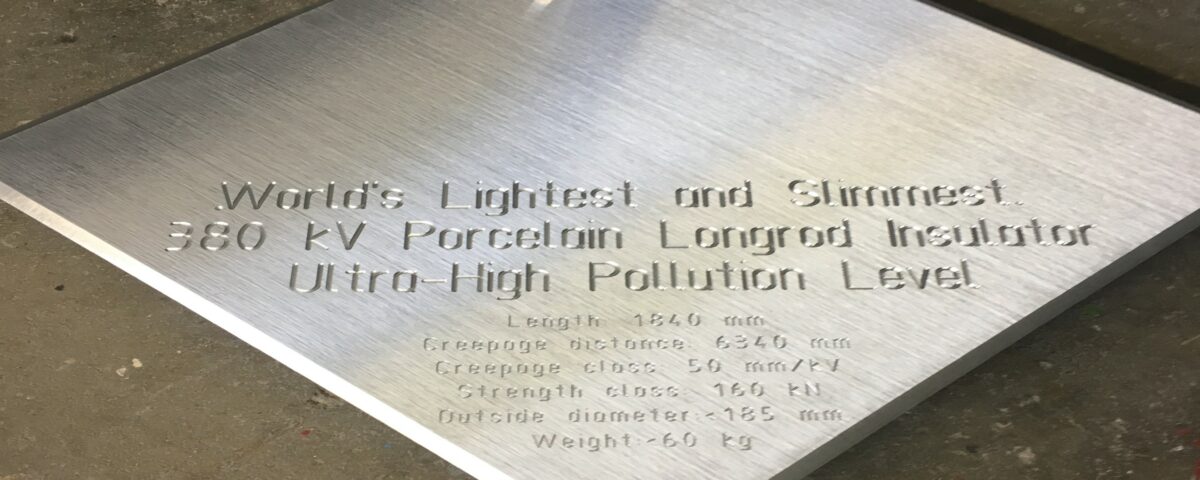 World's Lightest and Slimmest
380 kV Porcelain Longrod Insulator
Ultra-High Pollution Level
Length: 1840 mm
Creepage distance: 6340 mm
Creepage class: 50 mm/kV
Strength class: 160 kN
Outside diameter:<185 mm
Weight:~60 kg